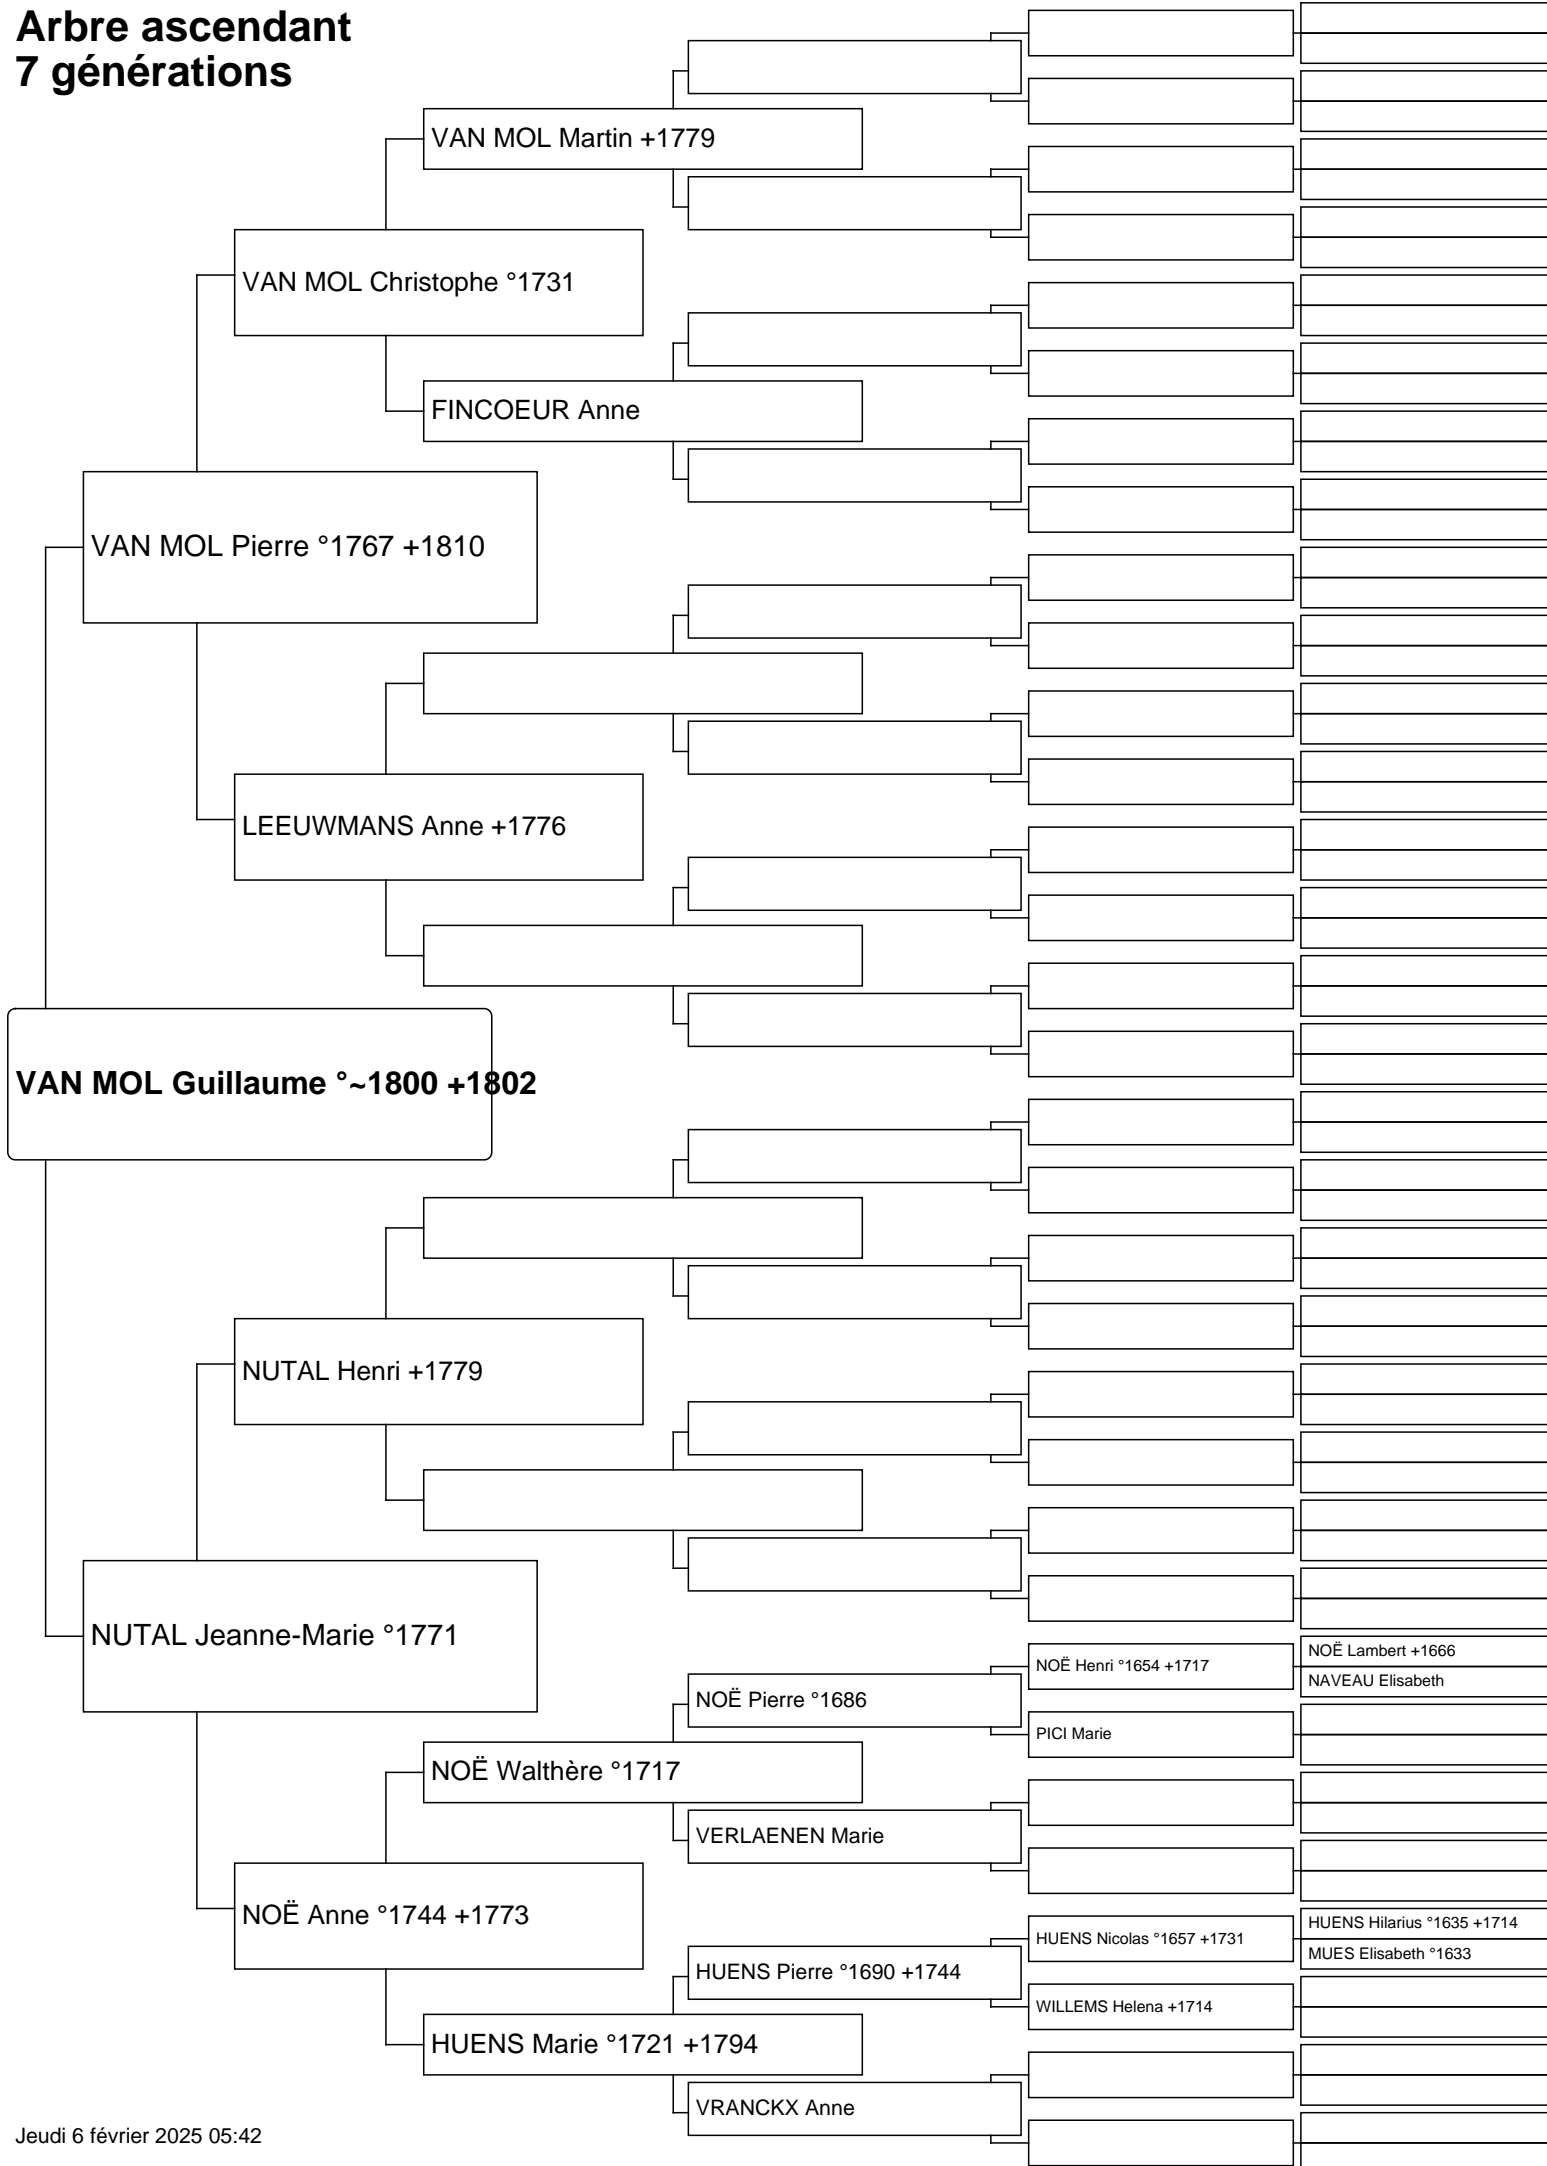 Arbre ascendant
7 générations
VAN MOL Martin +1779
VAN MOL Christophe °1731
FINCOEUR Anne
VAN MOL Pierre °1767 +1810
LEEUWMANS Anne +1776
VAN MOL Guillaume °~1800 +1802
NUTAL Henri +1779
NUTAL Jeanne-Marie °1771
NOË Lambert +1666
NOË Henri °1654 +1717
NAVEAU Elisabeth
NOË Pierre °1686
PICI Marie
NOË Walthère °1717
VERLAENEN Marie
NOË Anne °1744 +1773
HUENS Hilarius °1635 +1714
HUENS Nicolas °1657 +1731
MUES Elisabeth °1633
HUENS Pierre °1690 +1744
WILLEMS Helena +1714
HUENS Marie °1721 +1794
VRANCKX Anne
Jeudi 6 février 2025 05:42